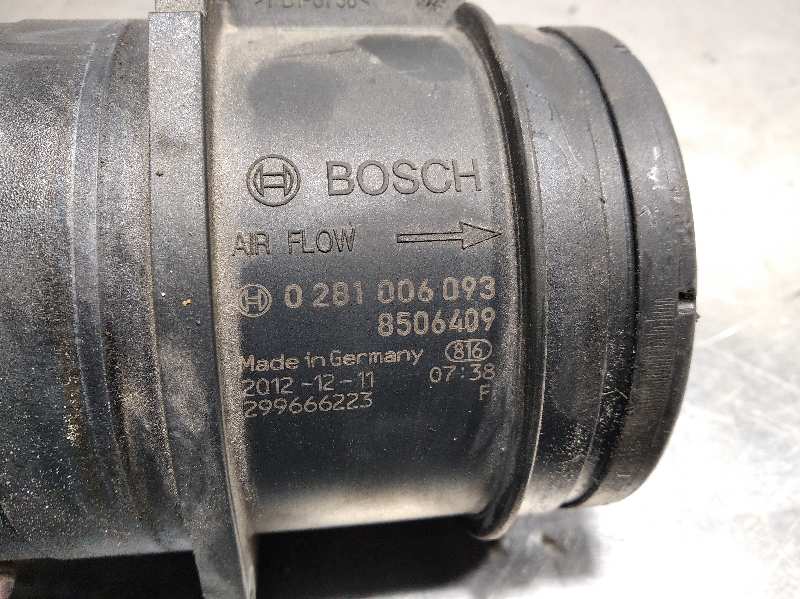 BOSCH
AIR FLOW
0 281 006 093
8506409
Made in Germany 816
2012-12-11 07:38
299666223 F